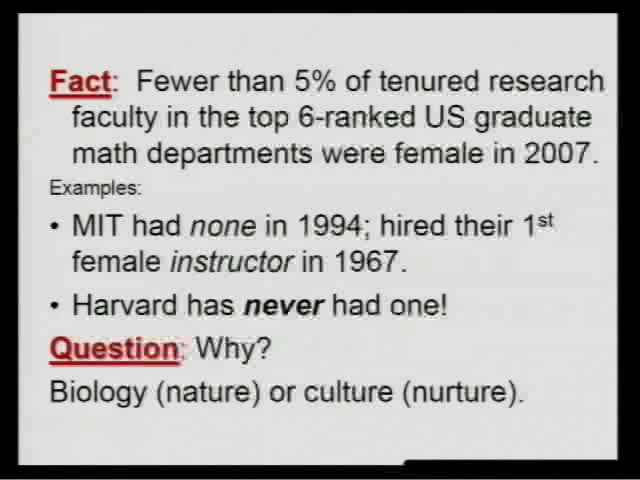 Fact: Fewer than 5% of tenured research
faculty in the top 6-ranked US graduate
math departments were female in 2007.
Examples:
• MIT had none in 1994; hired their 1st
female instructor in 1967.
• Harvard has never had one!
Question: Why?
Biology (nature) or culture (nurture).